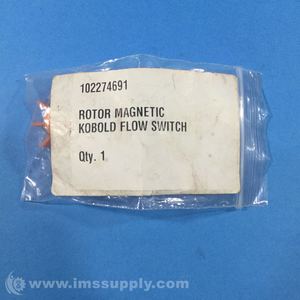 102274691
ROTOR MAGNETIC
KOBOLD FLOW SWITCH
Qty. 1
© www.imssupply.com